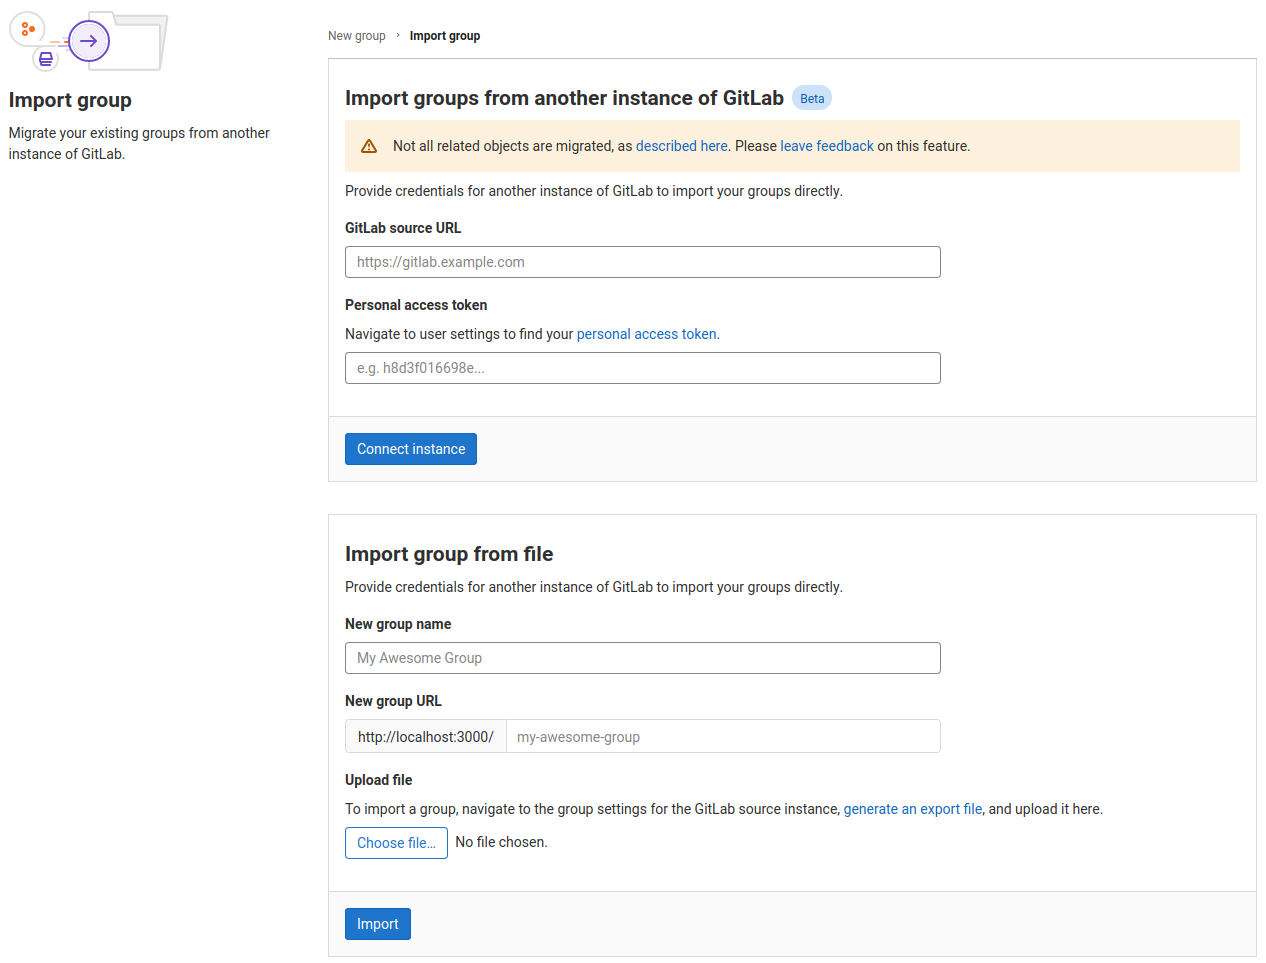 Import group
Migrate your existing groups from another
instance of GitLab.
New group › Import group
Import groups from another instance of GitLab Beta
Not all related objects are migrated, as described here. Please leave feedback on this feature.
Provide credentials for another instance of GitLab to import your groups directly.
GitLab source URL
https://gitlab.example.com
Personal access token
Navigate to user settings to find your personal access token.
e.g. h8d3f016698e...
Connect instance
Import group from file
Provide credentials for another instance of GitLab to import your groups directly.
New group name
My Awesome Group
New group URL
http://localhost:3000/ my-awesome-group
Upload file
To import a group, navigate to the group settings for the GitLab source instance, generate an export file, and upload it here.
Choose file… No file chosen.
Import